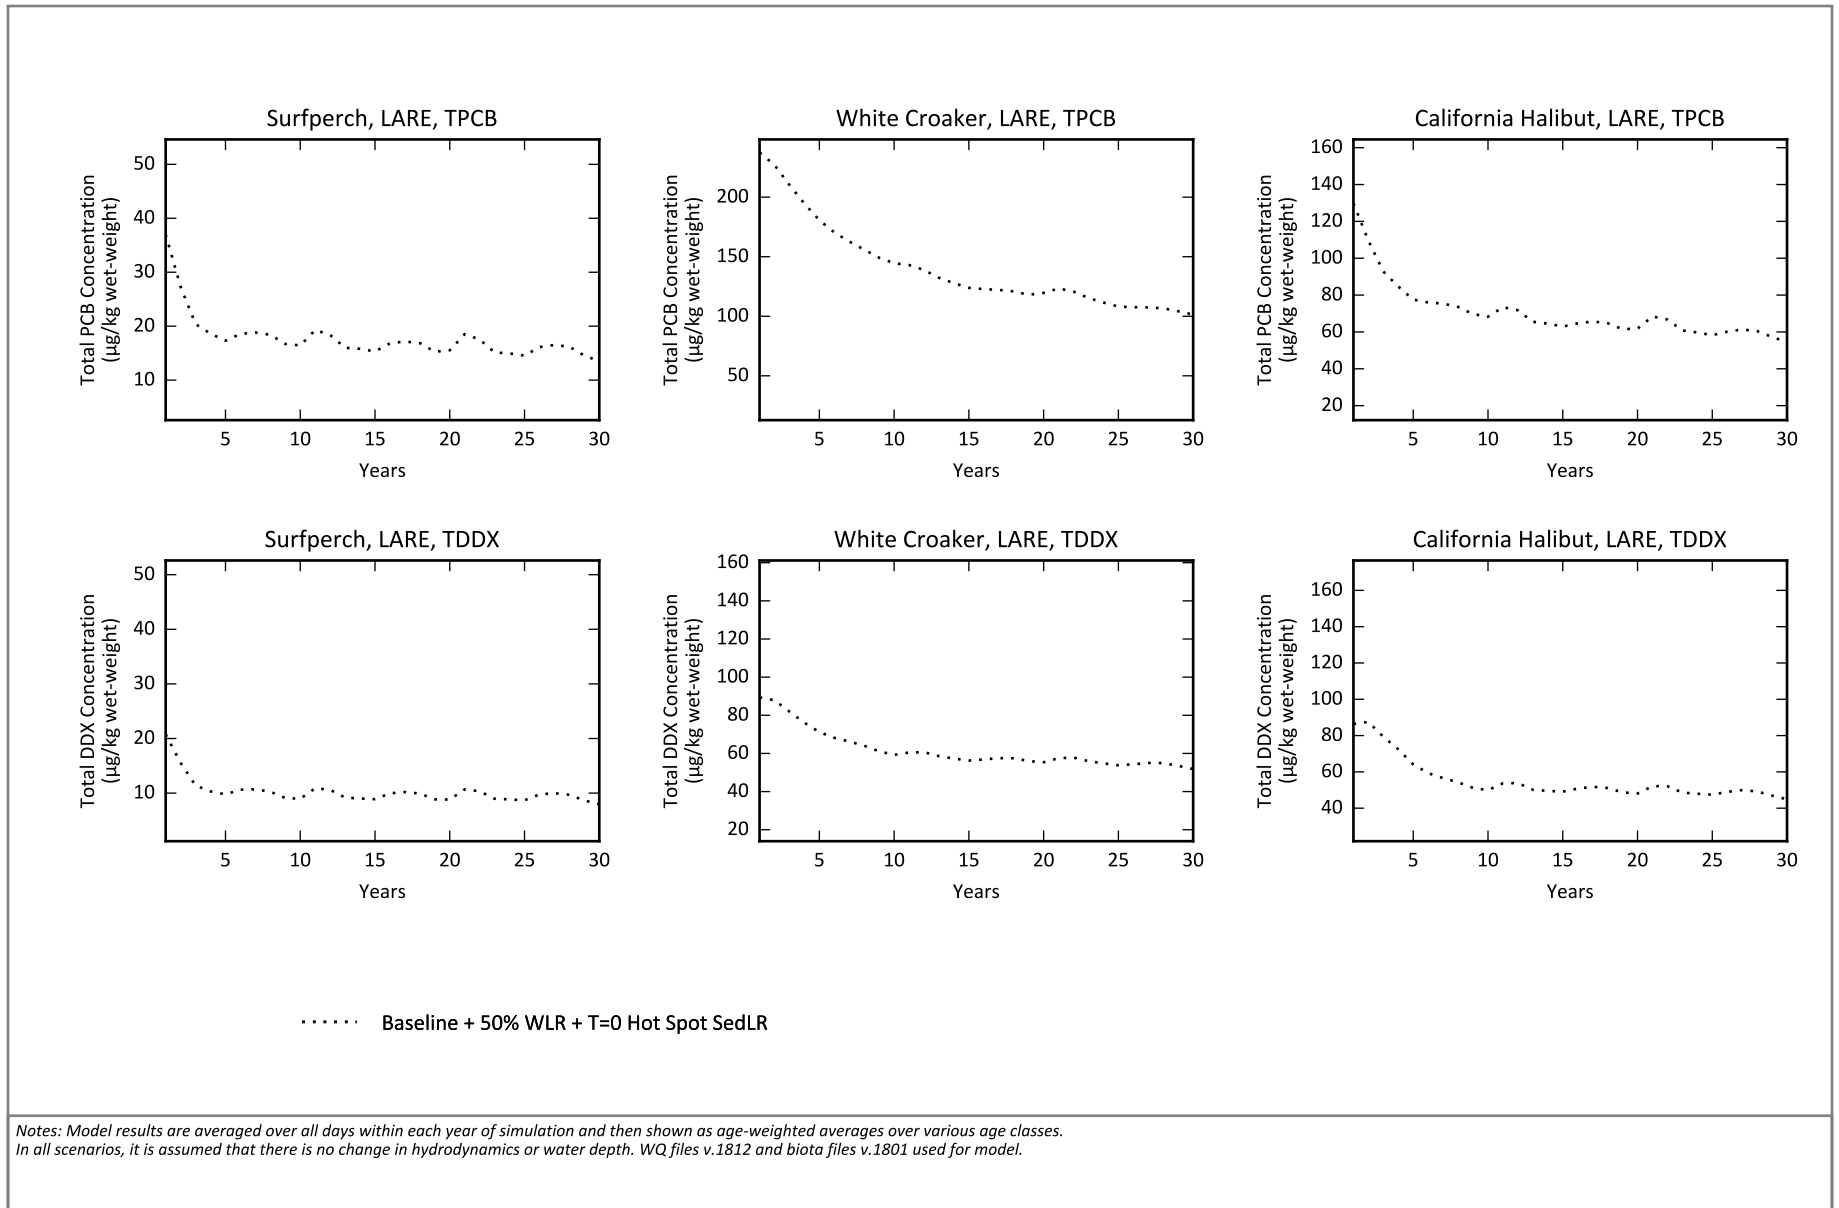 Surfperch, LARE, TPCB
Total PCB Concentration
(µg/kg wet-weight)
50
40
30
20
10
5 10 15 20 25 30
Years
White Croaker, LARE, TPCB
Total PCB Concentration
(µg/kg wet-weight)
200
150
100
50
5 10 15 20 25 30
Years
California Halibut, LARE, TPCB
Total PCB Concentration
(µg/kg wet-weight)
160
140
120
100
80
60
40
20
5 10 15 20 25 30
Years
Surfperch, LARE, TDDX
Total DDX Concentration
(µg/kg wet-weight)
50
40
30
20
10
5 10 15 20 25 30
Years
White Croaker, LARE, TDDX
Total DDX Concentration
(µg/kg wet-weight)
160
140
120
100
80
60
40
20
5 10 15 20 25 30
Years
California Halibut, LARE, TDDX
Total DDX Concentration
(µg/kg wet-weight)
160
140
120
100
80
60
40
5 10 15 20 25 30
Years
Baseline + 50% WLR + T=0 Hot Spot SedLR
Notes: Model results are averaged over all days within each year of simulation and then shown as age-weighted averages over various age classes.
In all scenarios, it is assumed that there is no change in hydrodynamics or water depth. WQ files v.1812 and biota files v.1801 used for model.